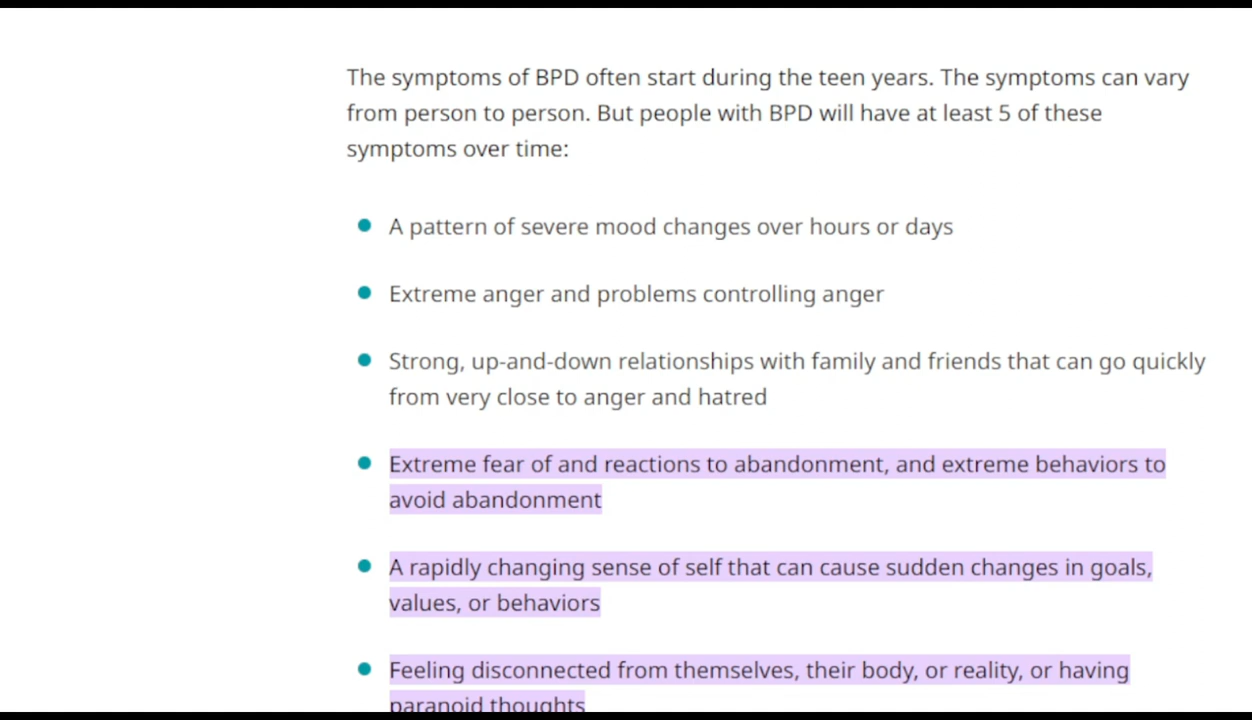 The symptoms of BPD often start during the teen years. The symptoms can vary
from person to person. But people with BPD will have at least 5 of these
symptoms over time:
A pattern of severe mood changes over hours or days
Extreme anger and problems controlling anger
Strong, up-and-down relationships with family and friends that can go quickly
from very close to anger and hatred
Extreme fear of and reactions to abandonment, and extreme behaviors to
avoid abandonment
A rapidly changing sense of self that can cause sudden changes in goals,
values, or behaviors
Feeling disconnected from themselves, their body, or reality, or having
paranoid thoughts